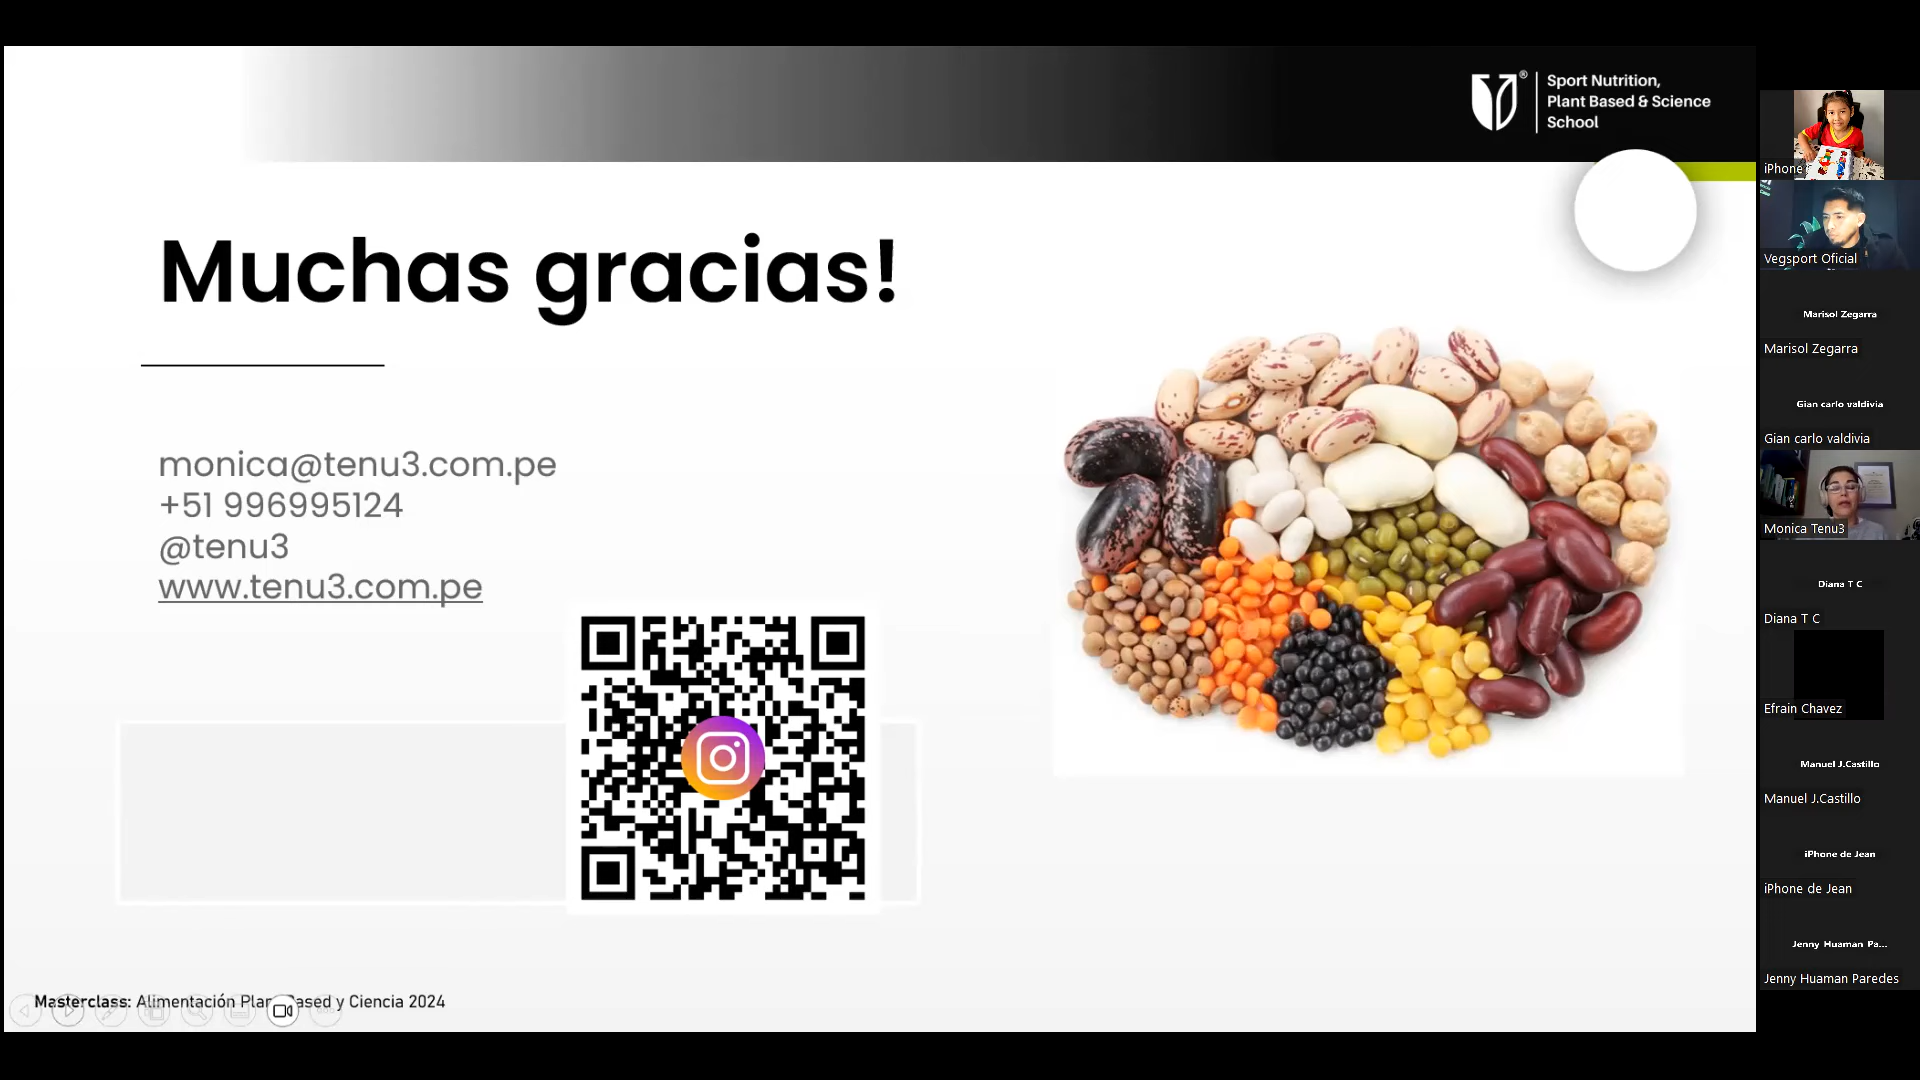 Sport Nutrition,
Plant Based & Science
School
Muchas gracias!
monica@tenu3.com.pe
+51 996995124
@tenu3
www.tenu3.com.pe
Masterclass: Alimentación Plant Based y Ciencia 2024
iPhone
Vegsport Oficial
Marisol Zegarra
Marisol Zegarra
Gian carlo valdivia
Gian carlo valdivia
Monica Tenu3
Diana T C
Diana T C
Efrain Chavez
Manuel J.Castillo
Manuel J.Castillo
iPhone de Jean
iPhone de Jean
Jenny Huaman Pa...
Jenny Huaman Paredes